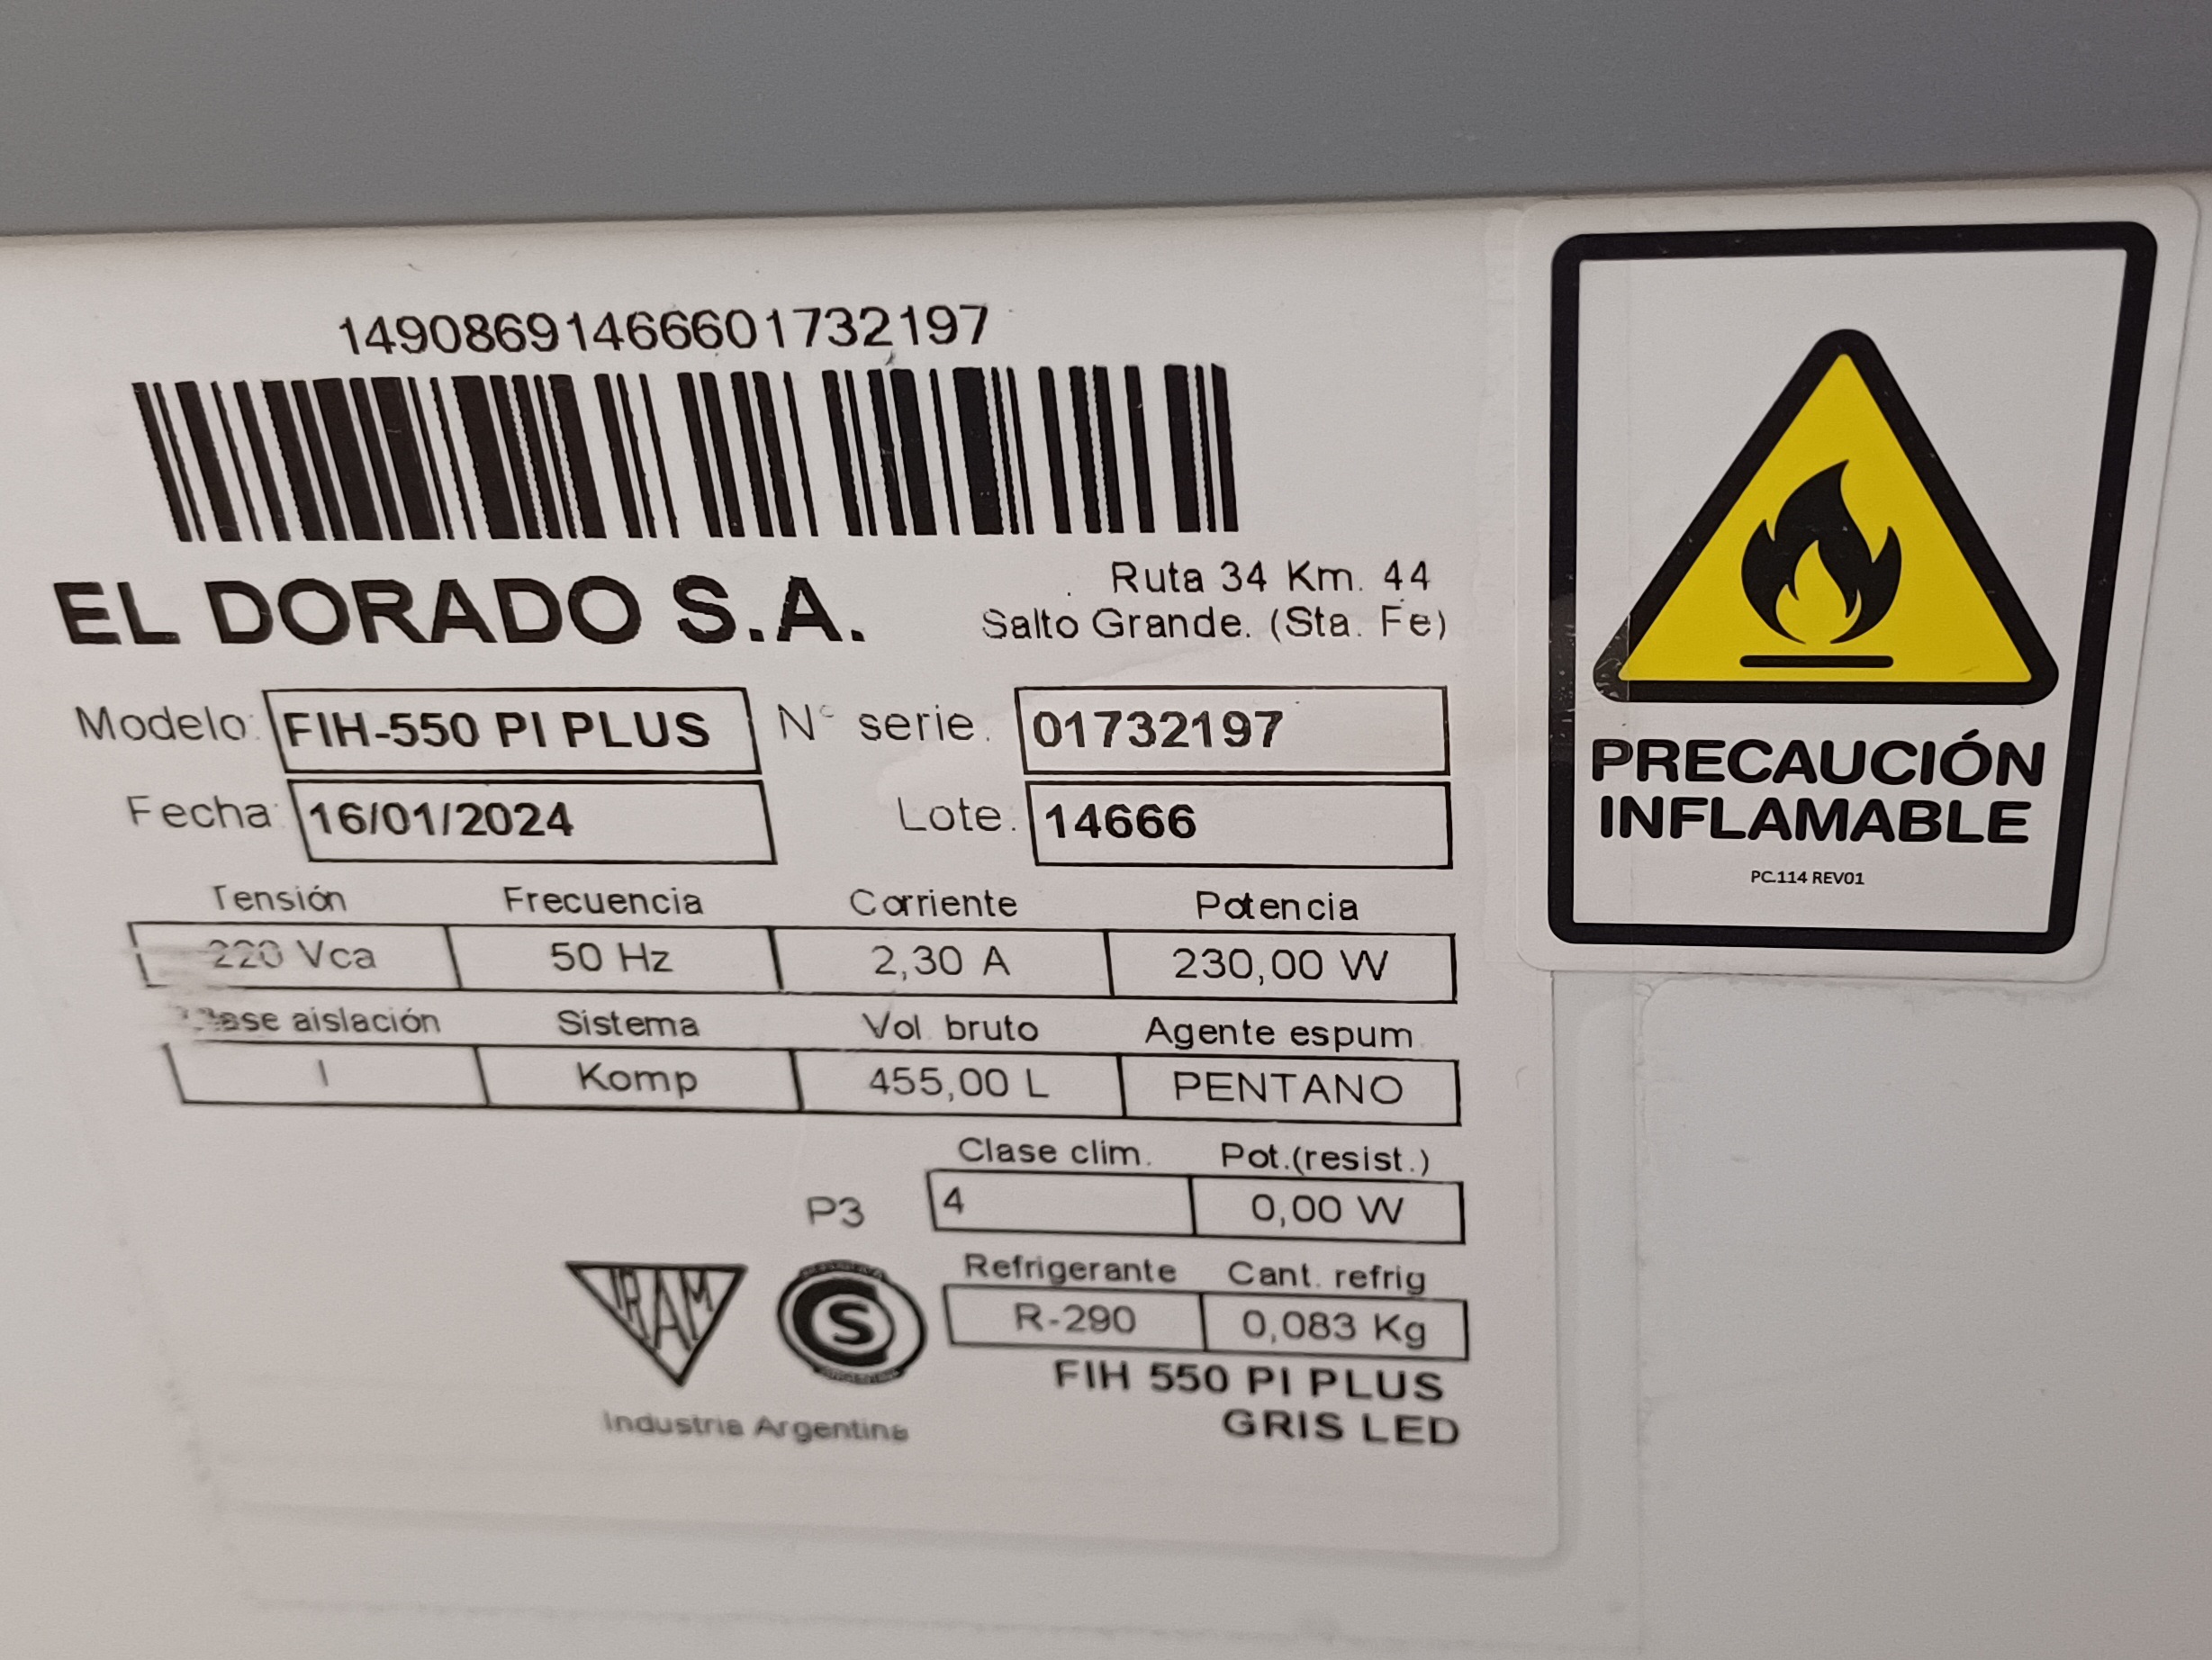 14908691466601732197
EL DORADO S.A.
Ruta 34 Km. 44
Salto Grande. (Sta. Fe)
Modelo: FIH-550 PI PLUS N° serie. 01732197
Fecha: 16/01/2024 Lote. 14666
Tensión Frecuencia Corriente Potencia
220 Vca 50 Hz 2,30 A 230,00 W
Clase aislación Sistema Vol. bruto Agente espum.
I Komp 455,00 L PENTANO
Clase clim. Pot.(resist.)
P3 4 0,00 W
Refrigerante Cant. refrig
R-290 0,083 Kg
IRAM S
FIH 550 PI PLUS
GRIS LED
Industria Argentina
PRECAUCIÓN
INFLAMABLE
PC.114 REV01